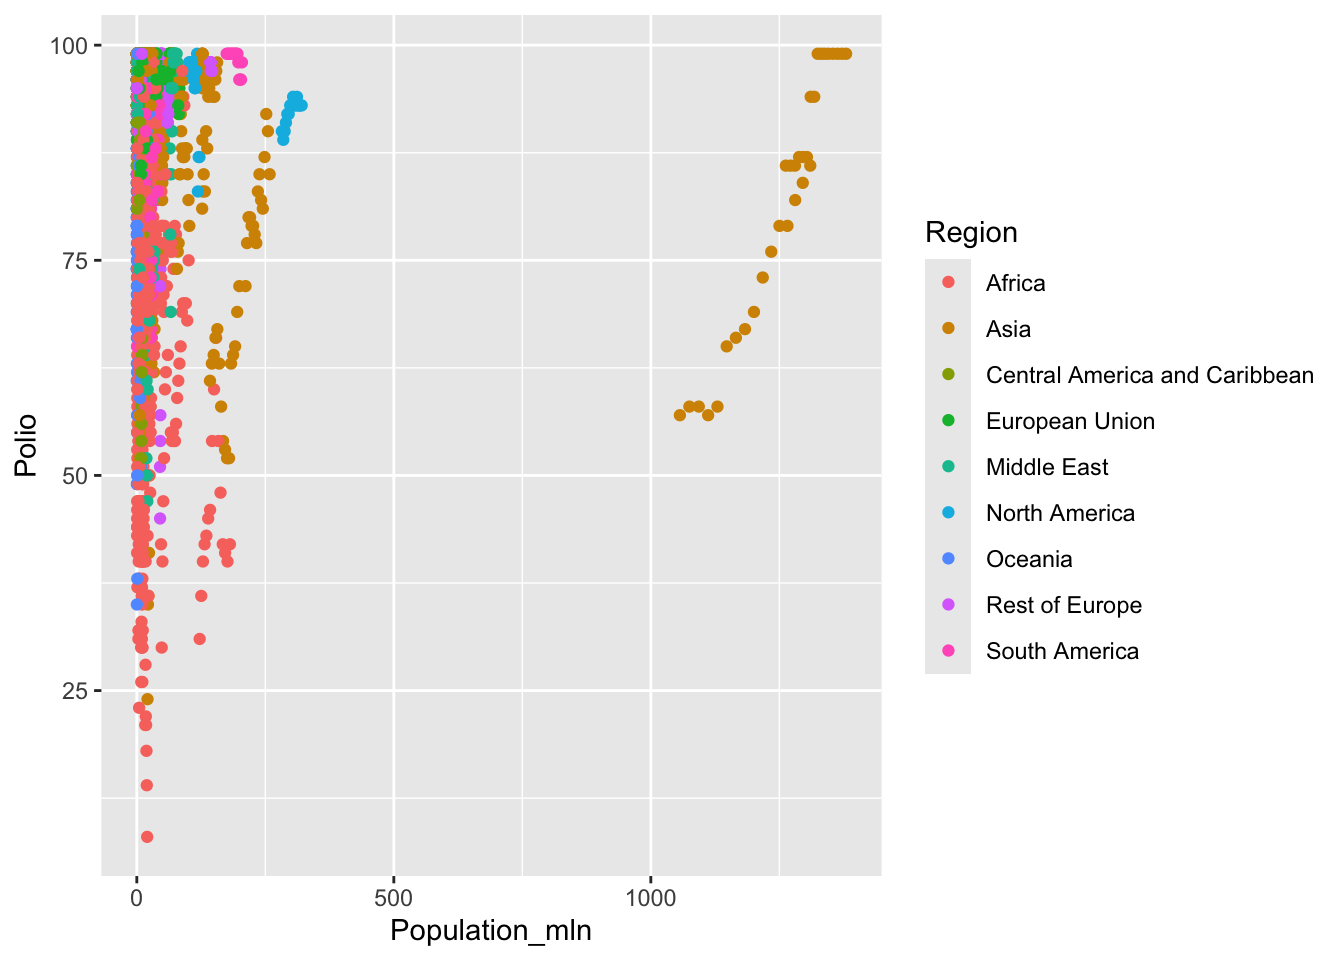 100
75
50
25
Polio
0
500
1000
Population_mln
Region
Africa
Asia
Central America and Caribbean
European Union
Middle East
North America
Oceania
Rest of Europe
South America